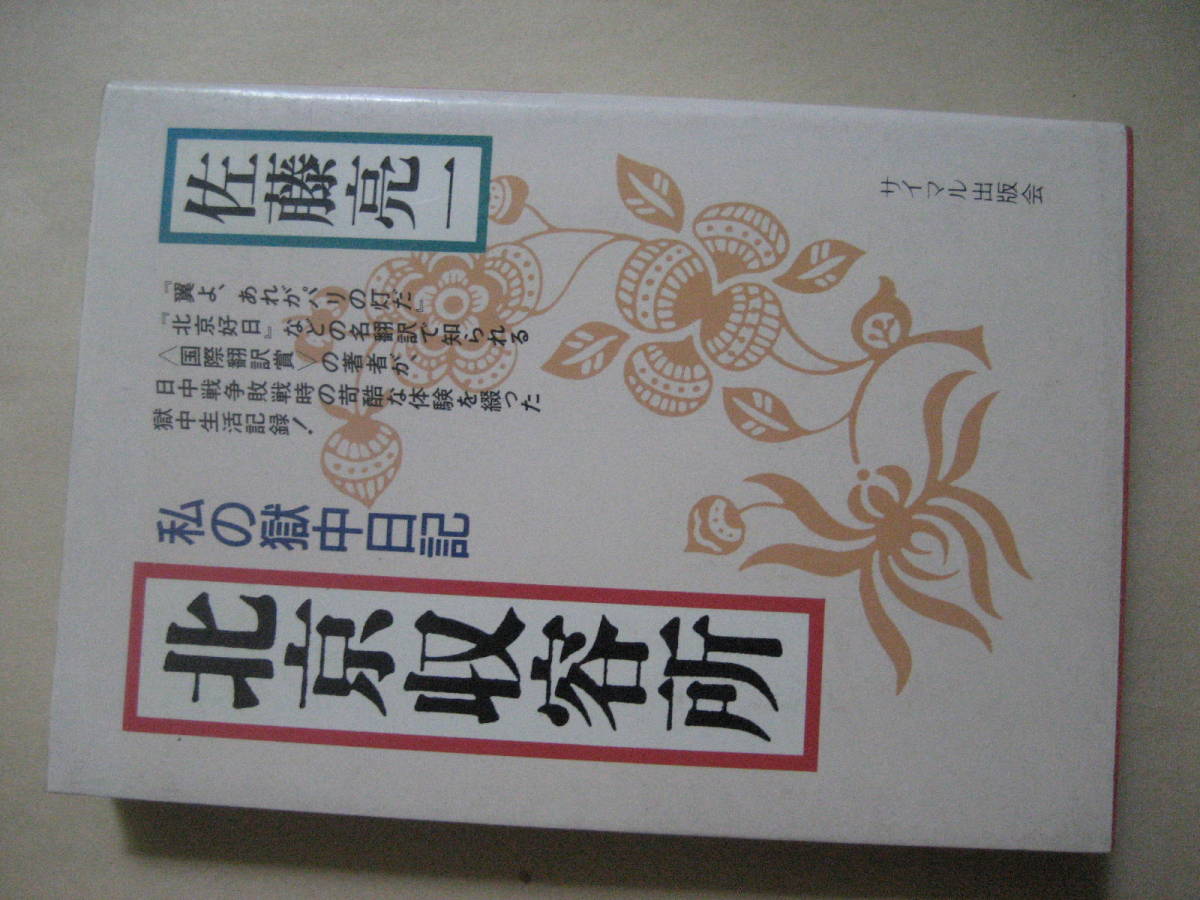 北京収容所
私の獄中日記
佐藤亮一
『翼よ、あれがパリの灯だ』
『北京好日』などの名翻訳で知られる
〈国際翻訳賞〉の著者が、
日中戦争敗戦時の苛酷な体験を綴った
獄中生活記録!
サイマル出版会